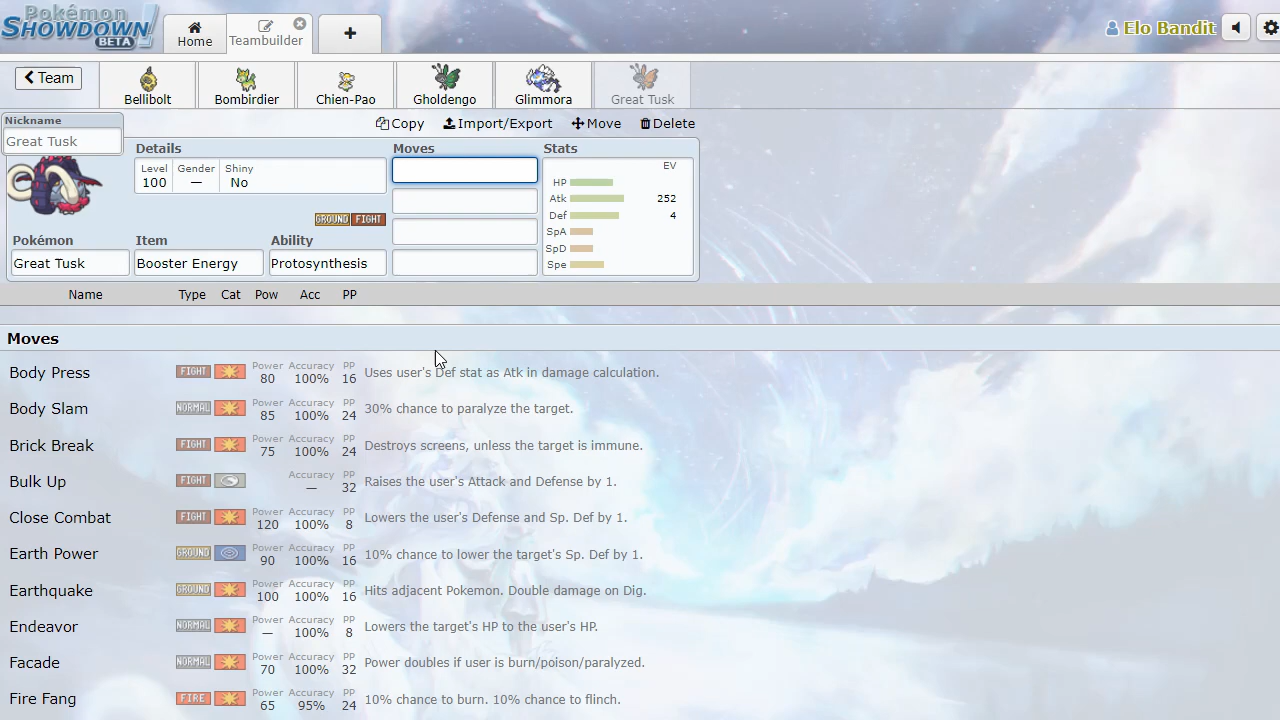 Pokémon
SHOWDOWN!
BETA
Home
Teambuilder
+
Elo Bandit
Team
Bellibolt
Bombirdier
Chien-Pao
Gholdengo
Glimmora
Great Tusk
Nickname
Great Tusk
Copy
Import/Export
Move
Delete
Details
Moves
Stats
Level
Gender
Shiny
100
—
No
EV
HP
Atk 252
Def 4
SpA
SpD
Spe
GROUND FIGHT
Pokémon
Item
Ability
Great Tusk
Booster Energy
Protosynthesis
Name Type Cat Pow Acc PP
Moves
Body Press FIGHT Power 80 Accuracy 100% PP 16 Uses user's Def stat as Atk in damage calculation.
Body Slam NORMAL Power 85 Accuracy 100% PP 24 30% chance to paralyze the target.
Brick Break FIGHT Power 75 Accuracy 100% PP 24 Destroys screens, unless the target is immune.
Bulk Up FIGHT Accuracy — PP 32 Raises the user's Attack and Defense by 1.
Close Combat FIGHT Power 120 Accuracy 100% PP 8 Lowers the user's Defense and Sp. Def by 1.
Earth Power GROUND Power 90 Accuracy 100% PP 16 10% chance to lower the target's Sp. Def by 1.
Earthquake GROUND Power 100 Accuracy 100% PP 16 Hits adjacent Pokemon. Double damage on Dig.
Endeavor NORMAL Power — Accuracy 100% PP 8 Lowers the target's HP to the user's HP.
Facade NORMAL Power 70 Accuracy 100% PP 32 Power doubles if user is burn/poison/paralyzed.
Fire Fang FIRE Power 65 Accuracy 95% PP 24 10% chance to burn. 10% chance to flinch.